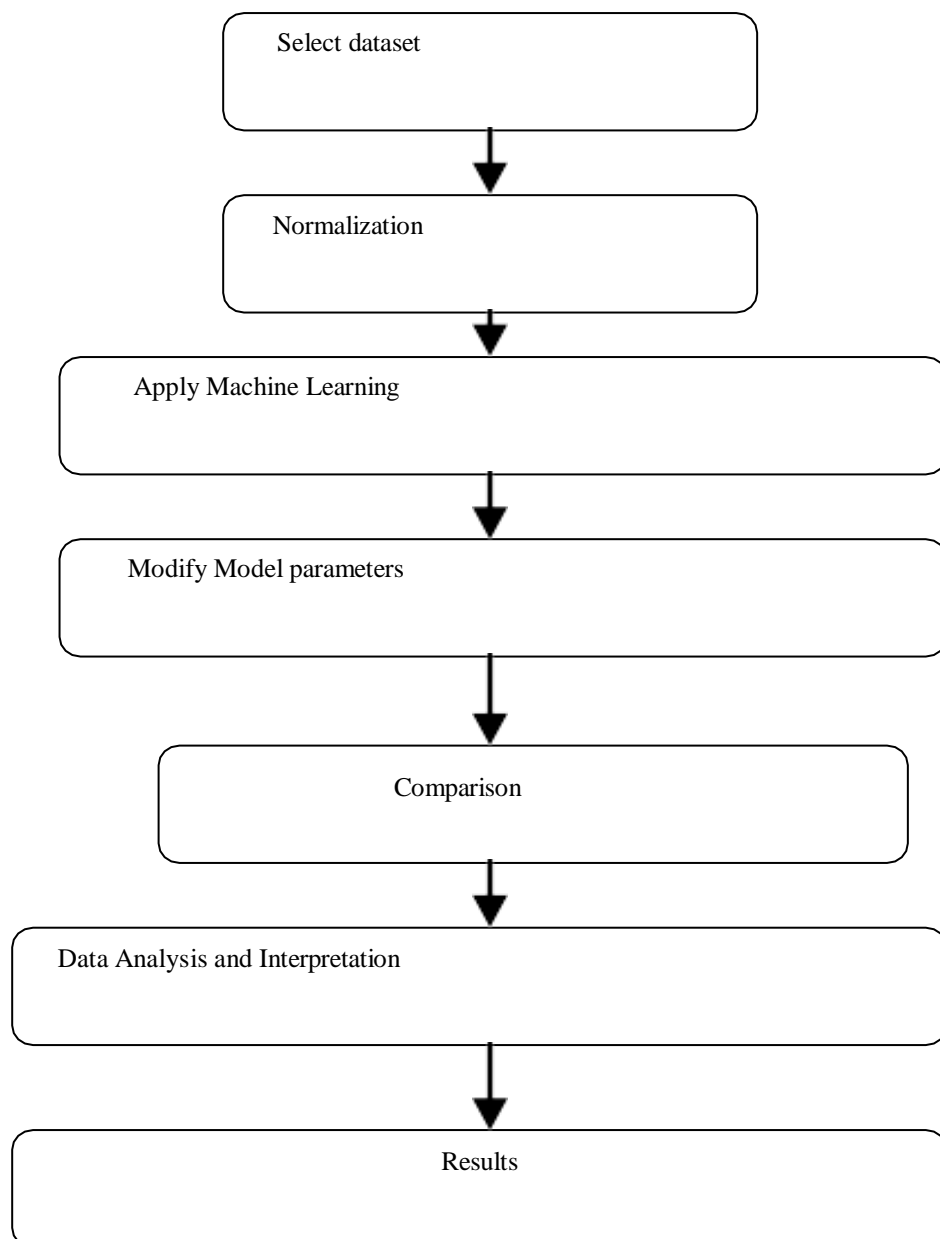 Select dataset
Normalization
Apply Machine Learning
Modify Model parameters
Comparison
Data Analysis and Interpretation
Results